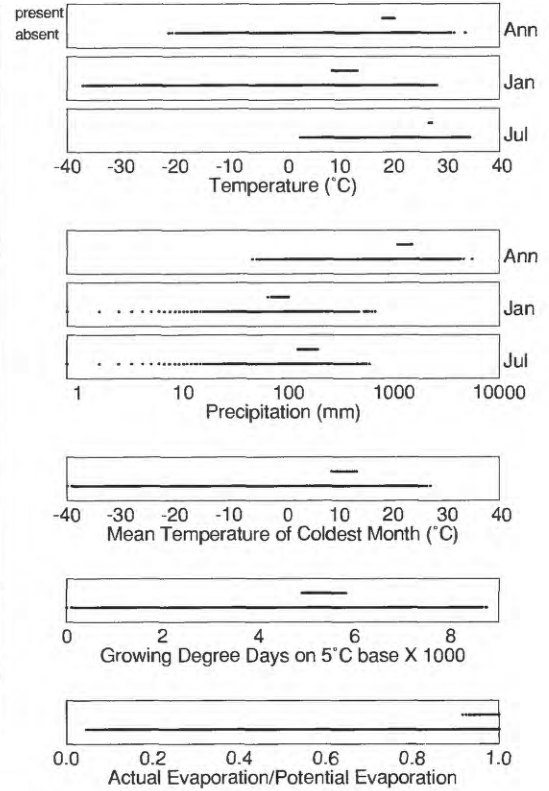 present
absent
Ann
Jan
Jul
-40 -30 -20 -10 0 10 20 30 40
Temperature (˚C)
Ann
Jan
Jul
1 10 100 1000 10000
Precipitation (mm)
-40 -30 -20 -10 0 10 20 30 40
Mean Temperature of Coldest Month (˚C)
0 2 4 6 8
Growing Degree Days on 5˚C base X 1000
0.0 0.2 0.4 0.6 0.8 1.0
Actual Evaporation/Potential Evaporation